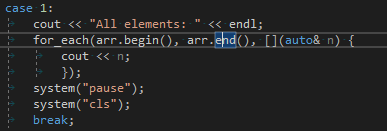 case 1:
cout << "All elements: " << endl;
for_each(arr.begin(), arr.end(), [](auto& n) {
cout << n;
});
system("pause");
system("cls");
break;